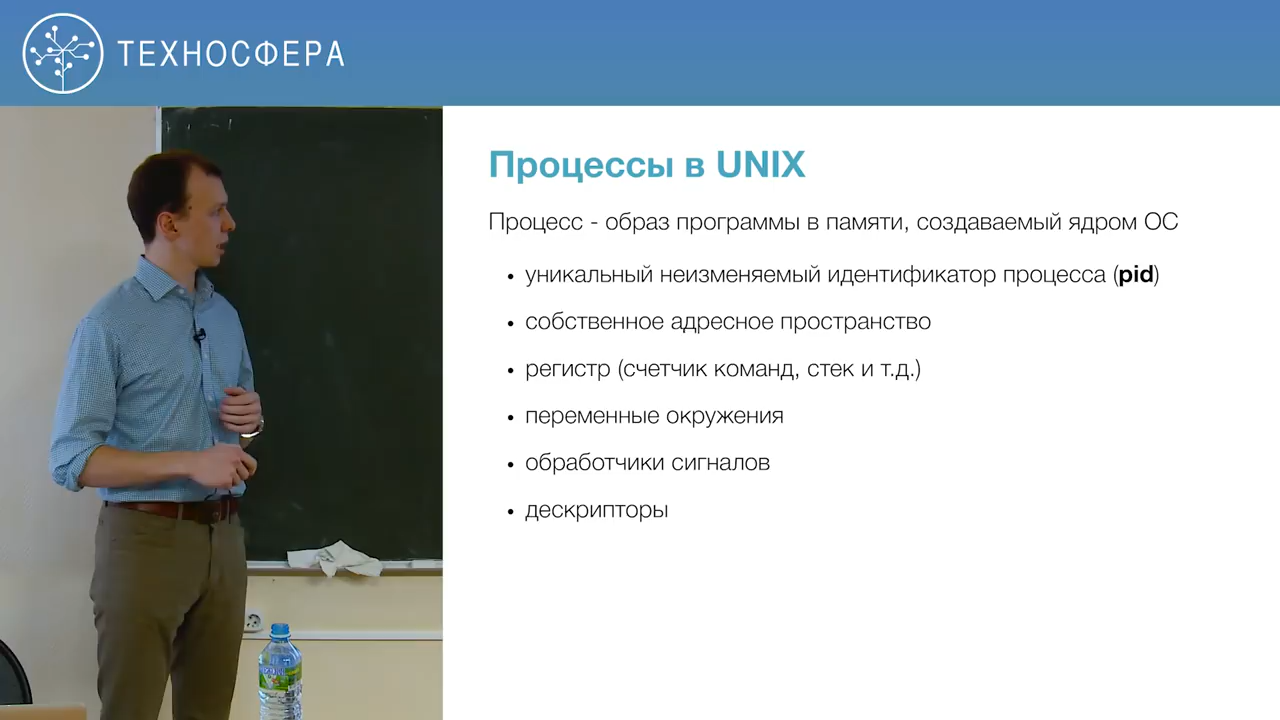 ТЕХНОСФЕРА
Процессы в UNIX
Процесс - образ программы в памяти, создаваемый ядром ОС
• уникальный неизменяемый идентификатор процесса (pid)
• собственное адресное пространство
• регистр (счетчик команд, стек и т.д.)
• переменные окружения
• обработчики сигналов
• дескрипторы